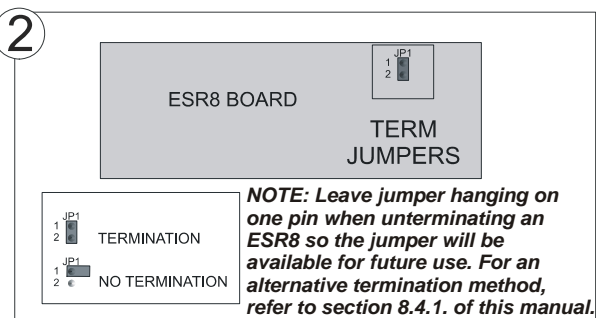 2
JP1
1
2
ESR8 BOARD
TERM
JUMPERS
JP1
1
2 TERMINATION
JP1
1
2 NO TERMINATION
NOTE: Leave jumper hanging on
one pin when unterminating an
ESR8 so the jumper will be
available for future use. For an
alternative termination method,
refer to section 8.4.1. of this manual.